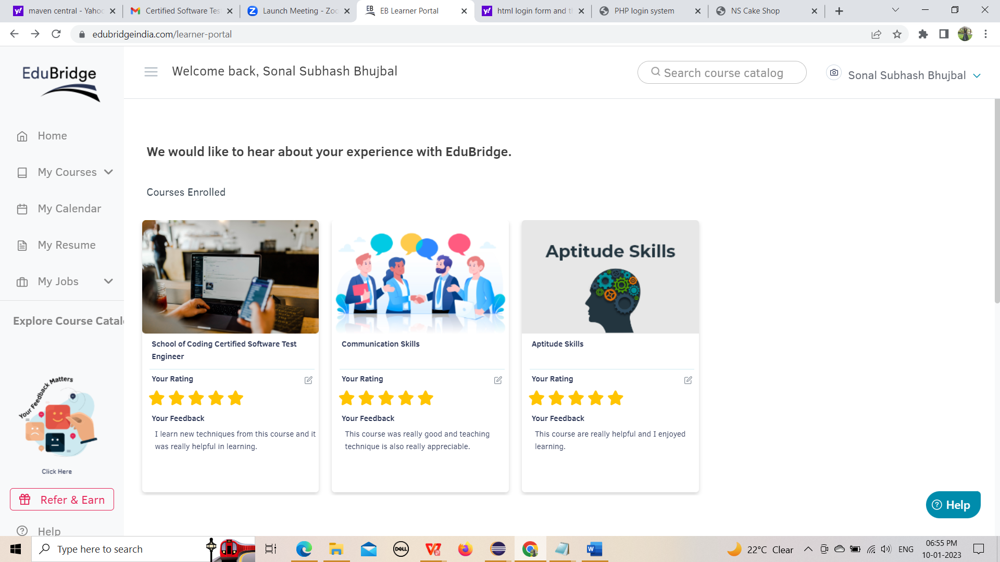 maven central - Yahoo
Certified Software Tes
Launch Meeting - Zoo
EB Learner Portal
html login form and th
PHP login system
NS Cake Shop
edubridgeindia.com/learner-portal
EduBridge
Welcome back, Sonal Subhash Bhujbal
Search course catalog
Sonal Subhash Bhujbal
Home
My Courses
My Calendar
My Resume
My Jobs
Explore Course Catal
Your Feedback Matters
Click Here
Refer & Earn
Help
We would like to hear about your experience with EduBridge.
Courses Enrolled
School of Coding Certified Software Test
Engineer
Your Rating
Your Feedback
I learn new techniques from this course and it
was really helpful in learning.
Communication Skills
Your Rating
Your Feedback
This course was really good and teaching
technique is also really appreciable.
Aptitude Skills
Aptitude Skills
Your Rating
Your Feedback
This course are really helpful and I enjoyed
learning.
Help
Type here to search
DELL
22°C Clear
ENG
06:55 PM
10-01-2023